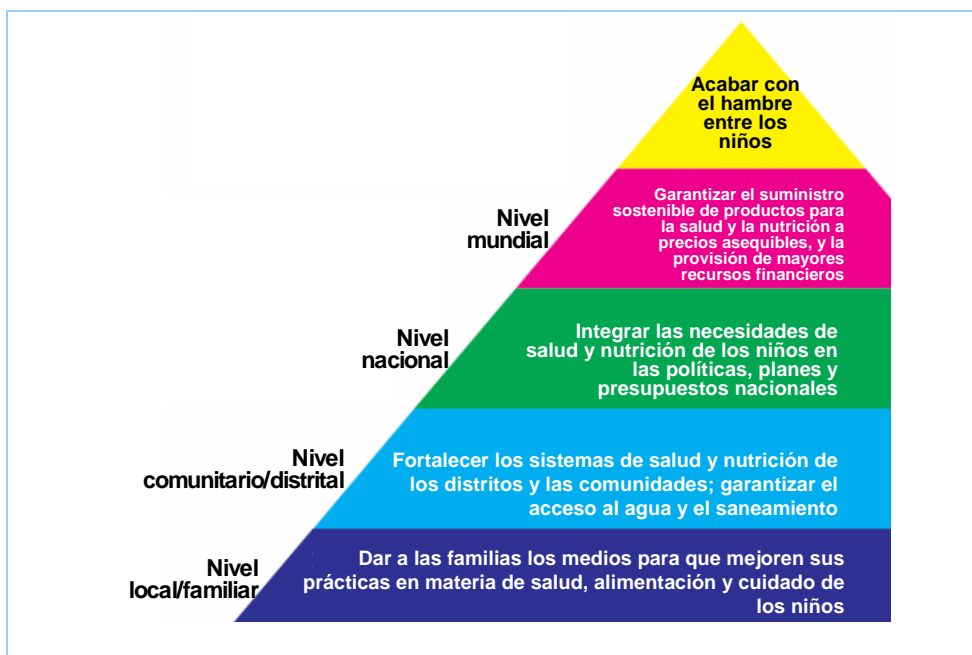 Acabar con
el hambre
entre los
niños
Nivel
mundial
Garantizar el suministro
sostenible de productos para
la salud y la nutrición a
precios asequibles, y la
provisión de mayores
recursos financieros
Nivel
nacional
Integrar las necesidades de
salud y nutrición de los niños en
las políticas, planes y
presupuestos nacionales
Nivel
comunitario/distrital
Fortalecer los sistemas de salud y nutrición de
los distritos y las comunidades; garantizar el
acceso al agua y el saneamiento
Nivel
local/familiar
Dar a las familias los medios para que mejoren sus
prácticas en materia de salud, alimentación y cuidado de
los niños